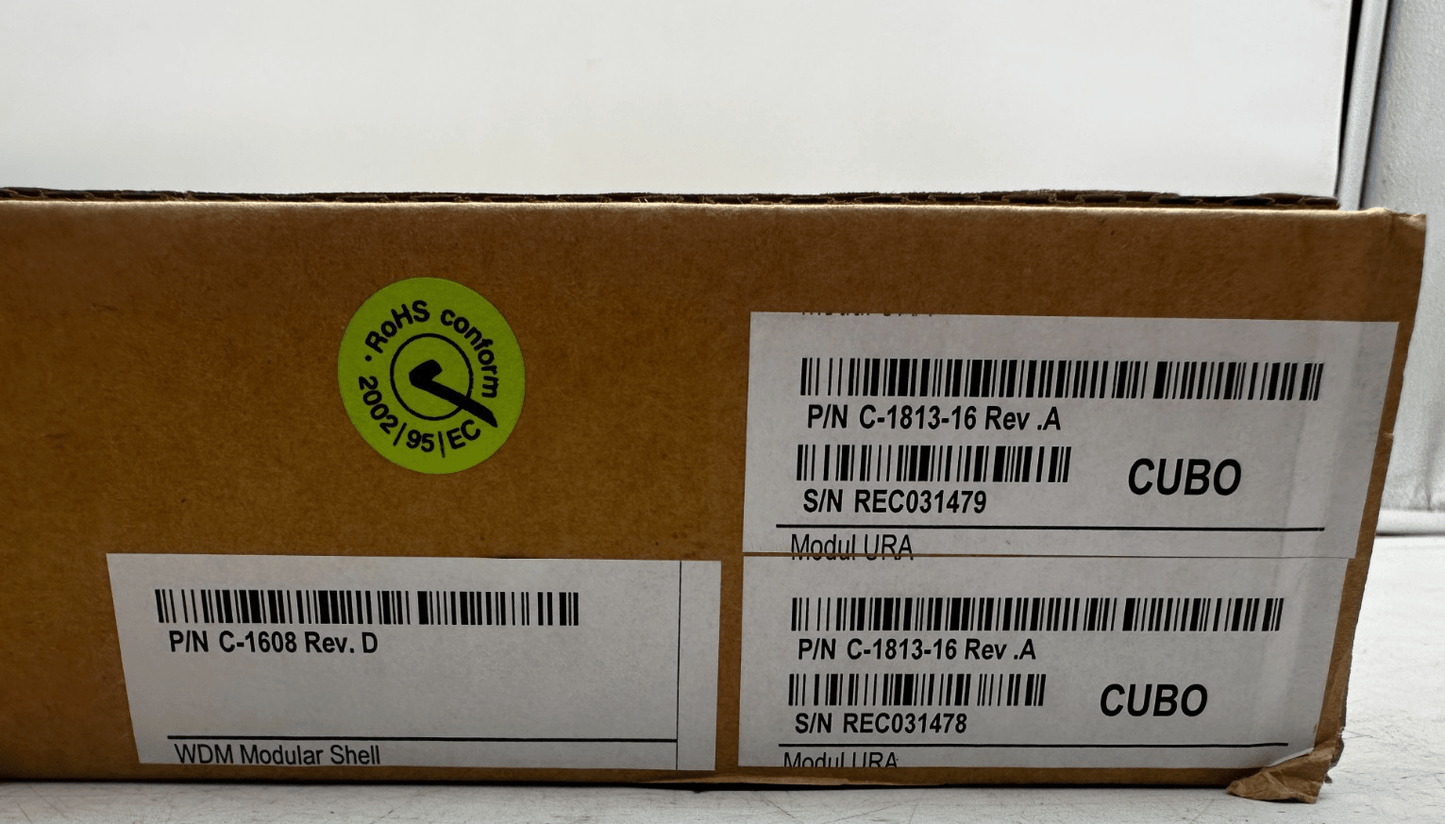 · RoHS conform
2002/95/EC
P/N C-1813-16 Rev .A
S/N REC031479
CUBO
Modul URA
P/N C-1608 Rev. D
WDM Modular Shell
P/N C-1813-16 Rev .A
S/N REC031478
CUBO
Modul URA